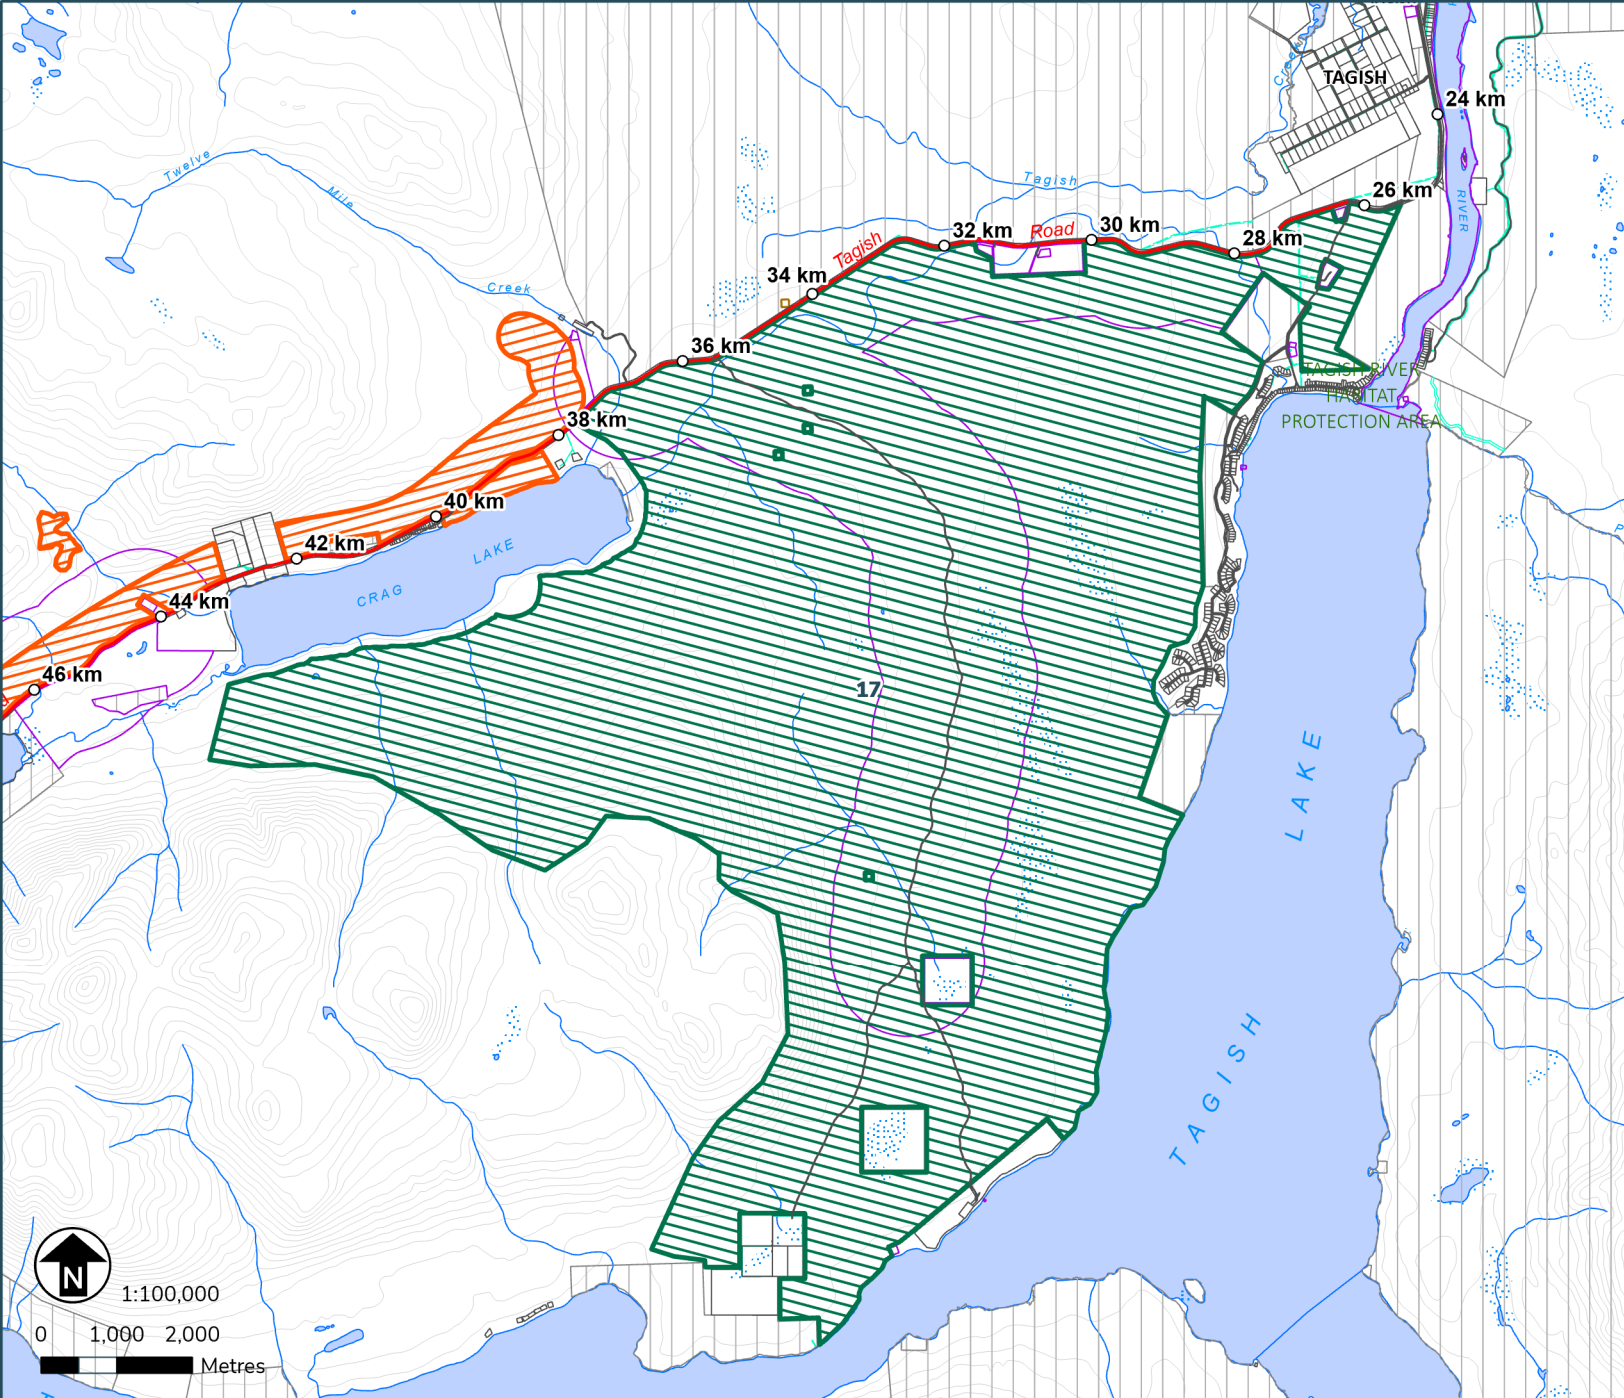 TAGISH
24 km
Creek
Twelve
Mile
Tagish
26 km
RIVER
32 km
Road
30 km
28 km
Tagish
34 km
Creek
36 km
TAGISH RIVER
HABITAT
PROTECTION AREA
38 km
40 km
42 km
LAKE
CRAG
44 km
46 km
17
LAKE
TAGISH
N
1:100,000
0 1,000 2,000
Metres